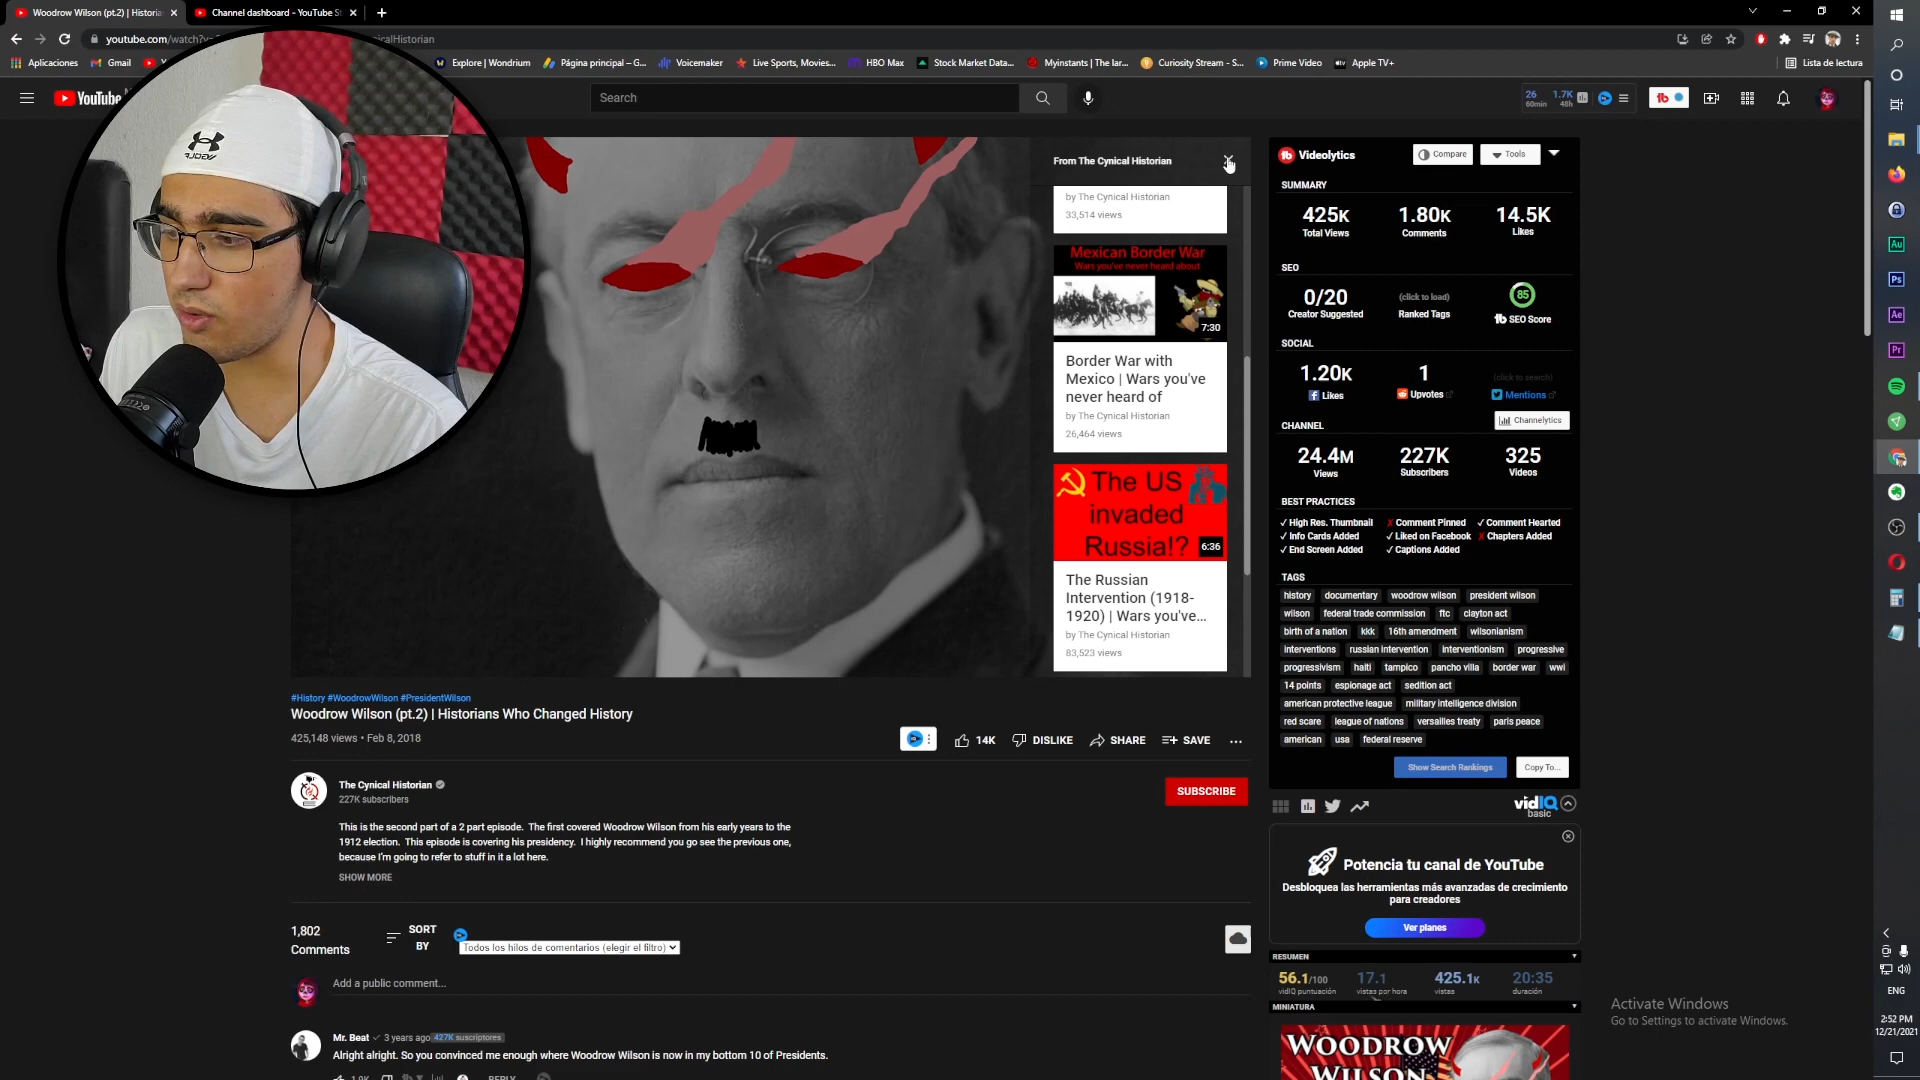 Woodrow Wilson (pt.2) | Historia
Channel dashboard - YouTube St
youtube.com/watch?v=
icalHistorian
Aplicaciones
Gmail
Explore | Wondrium
Página principal – G...
Voicemaker
Live Sports, Movies...
HBO Max
Stock Market Data...
Myinstants | The lar...
Curiosity Stream - S...
Prime Video
Apple TV+
Lista de lectura
YouTube
Search
26
60min
1.7K
48h
From The Cynical Historian
by The Cynical Historian
33,514 views
Mexican Border War
Wars you've never heard about
7:30
Border War with
Mexico | Wars you've
never heard of
by The Cynical Historian
26,464 views
The US
invaded
Russia!?
6:36
The Russian
Intervention (1918-
1920) | Wars you've...
by The Cynical Historian
83,523 views
Videolytics
Compare
Tools
SUMMARY
425K
Total Views
1.80K
Comments
14.5K
Likes
SEO
0/20
Creator Suggested
(click to load)
Ranked Tags
85
SEO Score
SOCIAL
1.20K
Likes
1
Upvotes
(click to search)
Mentions
CHANNEL
Channelytics
24.4M
Views
227K
Subscribers
325
Videos
BEST PRACTICES
✓ High Res. Thumbnail
✗ Comment Pinned
✓ Comment Hearted
✓ Info Cards Added
✓ Liked on Facebook
✗ Chapters Added
✓ End Screen Added
✓ Captions Added
TAGS
history documentary woodrow wilson president wilson
wilson federal trade commission ftc clayton act
birth of a nation kkk 16th amendment wilsonianism
interventions russian intervention interventionism progressive
progressivism haiti tampico pancho villa border war wwi
14 points espionage act sedition act
american protective league military intelligence division
red scare league of nations versailles treaty paris peace
american usa federal reserve
Show Search Rankings
Copy To...
#History #WoodrowWilson #PresidentWilson
Woodrow Wilson (pt.2) | Historians Who Changed History
425,148 views • Feb 8, 2018
14K
DISLIKE
SHARE
SAVE
The Cynical Historian
227K subscribers
SUBSCRIBE
This is the second part of a 2 part episode. The first covered Woodrow Wilson from his early years to the
1912 election. This episode is covering his presidency. I highly recommend you go see the previous one,
because I'm going to refer to stuff in it a lot here.
SHOW MORE
1,802
Comments
SORT
BY
Todos los hilos de comentarios (elegir el filtro)
Add a public comment...
Mr. Beat
3 years ago
427K suscriptores
Alright alright. So you convinced me enough where Woodrow Wilson is now in my bottom 10 of Presidents.
1.9K
REPLY
vidIQ
basic
Potencia tu canal de YouTube
Desbloquea las herramientas más avanzadas de crecimiento
para creadores
Ver planes
RESUMEN
56.1/100
vidIQ puntuación
17.1
vistas por hora
425.1K
vistas
20:35
duración
MINIATURA
WOODROW
WILSON
Activate Windows
Go to Settings to activate Windows.
Au
Ps
Ae
Pr
ENG
2:52 PM
12/21/2021